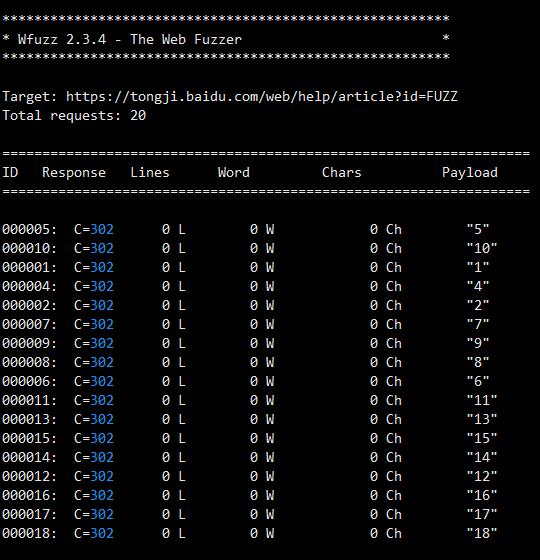 ********************************************************
* Wfuzz 2.3.4 - The Web Fuzzer                         *
********************************************************
Target: https://tongji.baidu.com/web/help/article?id=FUZZ
Total requests: 20
==================================================================
ID   Response   Lines      Word         Chars          Payload
==================================================================
000005:  C=302      0 L        0 W            0 Ch        "5"
000010:  C=302      0 L        0 W            0 Ch        "10"
000001:  C=302      0 L        0 W            0 Ch        "1"
000004:  C=302      0 L        0 W            0 Ch        "4"
000002:  C=302      0 L        0 W            0 Ch        "2"
000007:  C=302      0 L        0 W            0 Ch        "7"
000009:  C=302      0 L        0 W            0 Ch        "9"
000008:  C=302      0 L        0 W            0 Ch        "8"
000006:  C=302      0 L        0 W            0 Ch        "6"
000011:  C=302      0 L        0 W            0 Ch        "11"
000013:  C=302      0 L        0 W            0 Ch        "13"
000015:  C=302      0 L        0 W            0 Ch        "15"
000014:  C=302      0 L        0 W            0 Ch        "14"
000012:  C=302      0 L        0 W            0 Ch        "12"
000016:  C=302      0 L        0 W            0 Ch        "16"
000017:  C=302      0 L        0 W            0 Ch        "17"
000018:  C=302      0 L        0 W            0 Ch        "18"